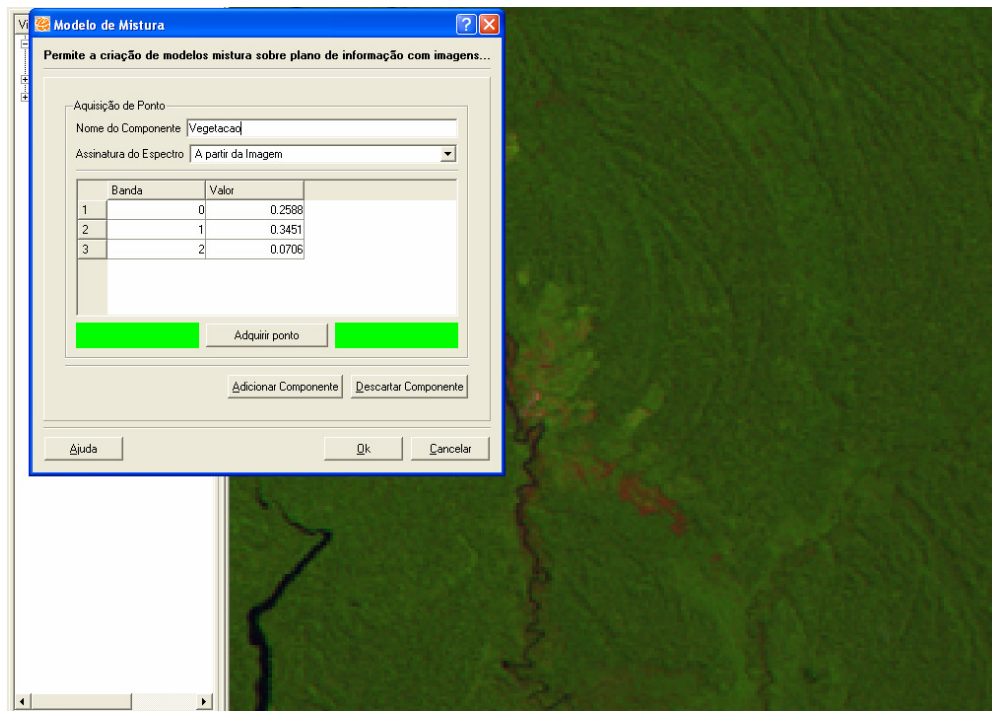 Vi
Modelo de Mistura
Permite a criação de modelos mistura sobre plano de informação com imagens...
Aquisição de Ponto
Nome do Componente Vegetacao
Assinatura do Espectro A partir da Imagem
Banda Valor
1 0 0.2588
2 1 0.3451
3 2 0.0706
Adquirir ponto
Adicionar Componente Descartar Componente
Ajuda Ok Cancelar